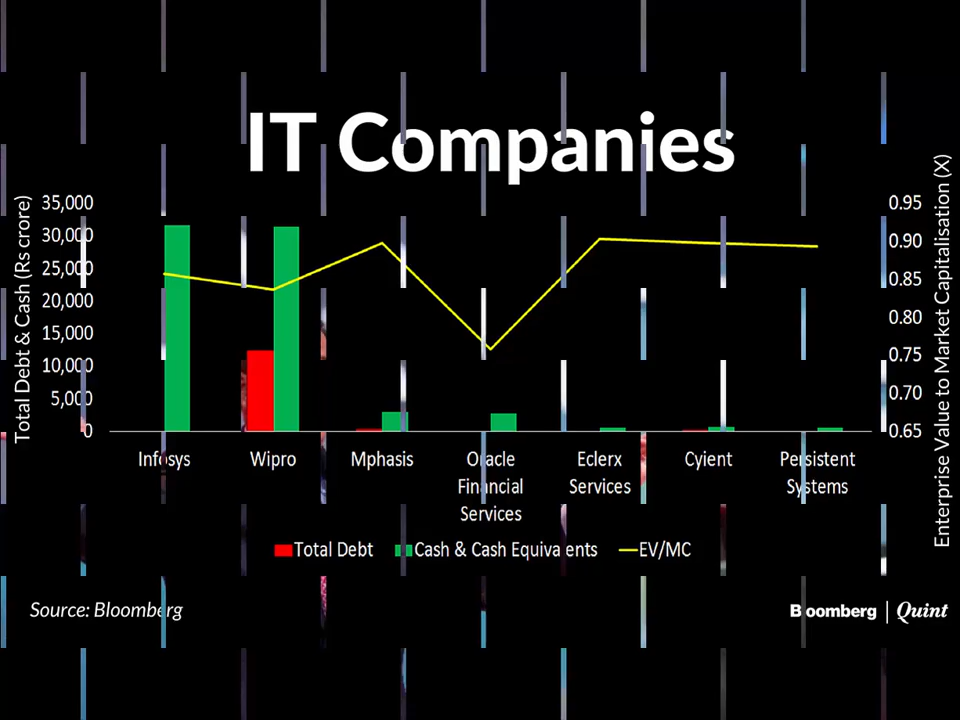 IT Companies
Total Debt & Cash (Rs crore)
35,000
30,000
25,000
20,000
15,000
10,000
5,000
0
0.95
0.90
0.85
0.80
0.75
0.70
0.65
Enterprise Value to Market Capitalisation (X)
Infosys
Wipro
Mphasis
Oracle
Financial
Services
Eclerx
Services
Cyient
Persistent
Systems
Total Debt
Cash & Cash Equivalents
EV/MC
Source: Bloomberg
Bloomberg | Quint